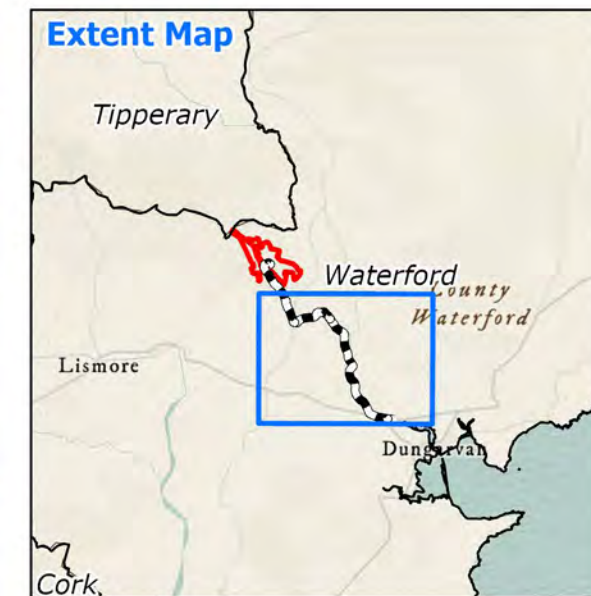 Extent Map
Tipperary
Waterford
County
Waterford
Lismore
Dungarvan
Cork